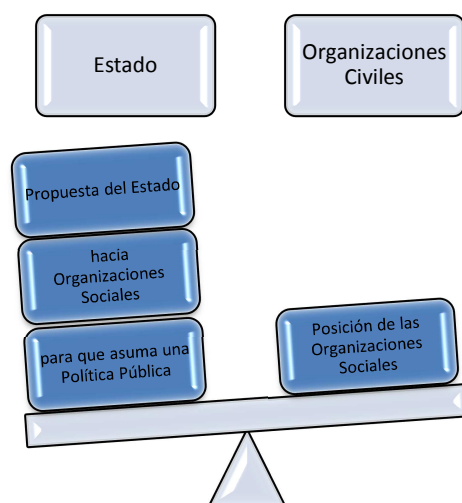 Estado
Organizaciones
Civiles
Propuesta del Estado
hacia
Organizaciones
Sociales
para que asuma una
Política Pública
Posición de las
Organizaciones
Sociales